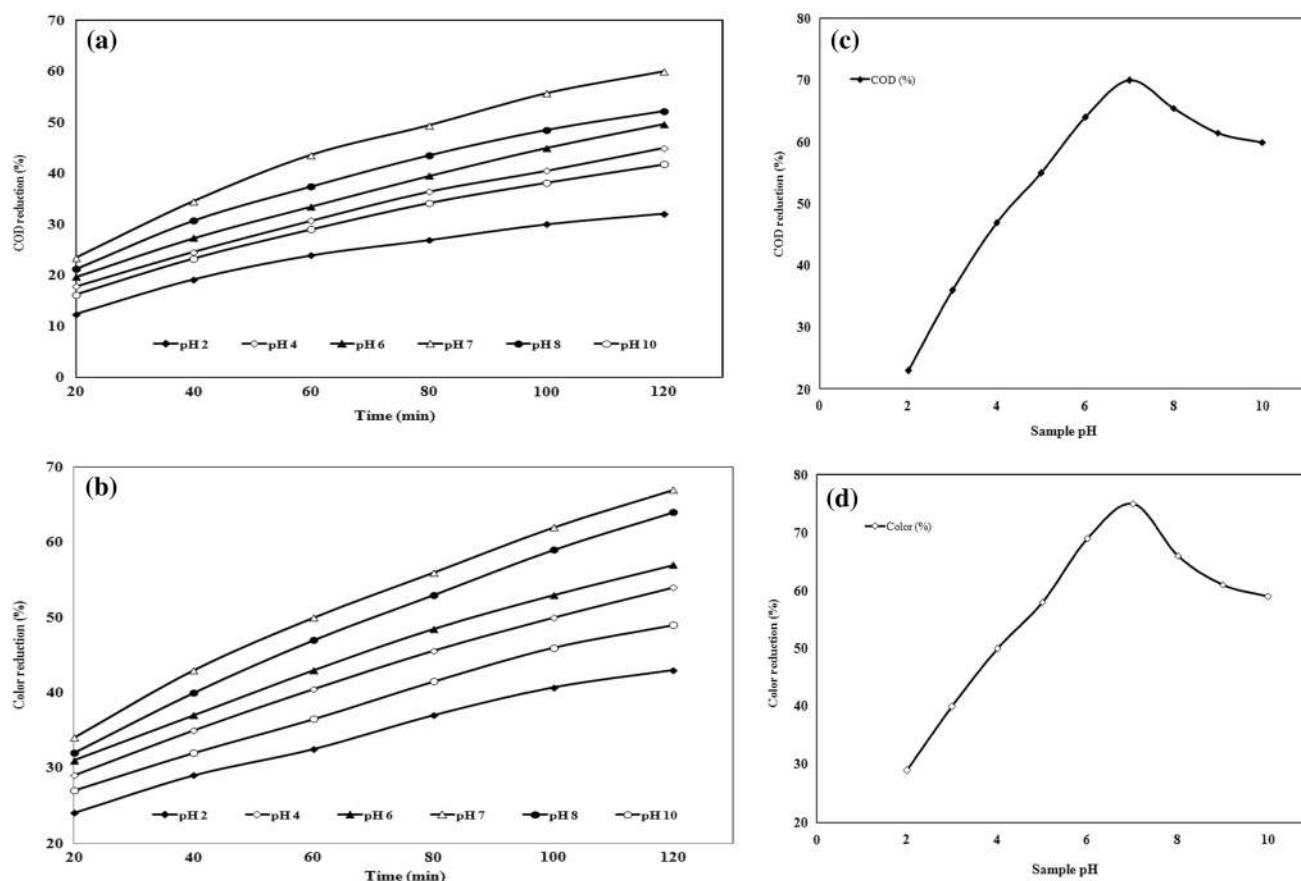 (a)
70
60
50
40
30
20
10
0
COD reduction (%)
pH 2 pH 4 pH 6 pH 7 pH 8 pH 10
20 40 60 80 100 120
Time (min)
(c)
80
70
60
50
40
30
20
COD reduction (%)
COD (%)
0 2 4 6 8 10
Sample pH
(b)
70
60
50
40
30
20
Color reduction (%)
pH 2 pH 4 pH 6 pH 7 pH 8 pH 10
20 40 60 80 100 120
Time (min)
(d)
80
70
60
50
40
30
20
Color reduction (%)
Color (%)
0 2 4 6 8 10
Sample pH